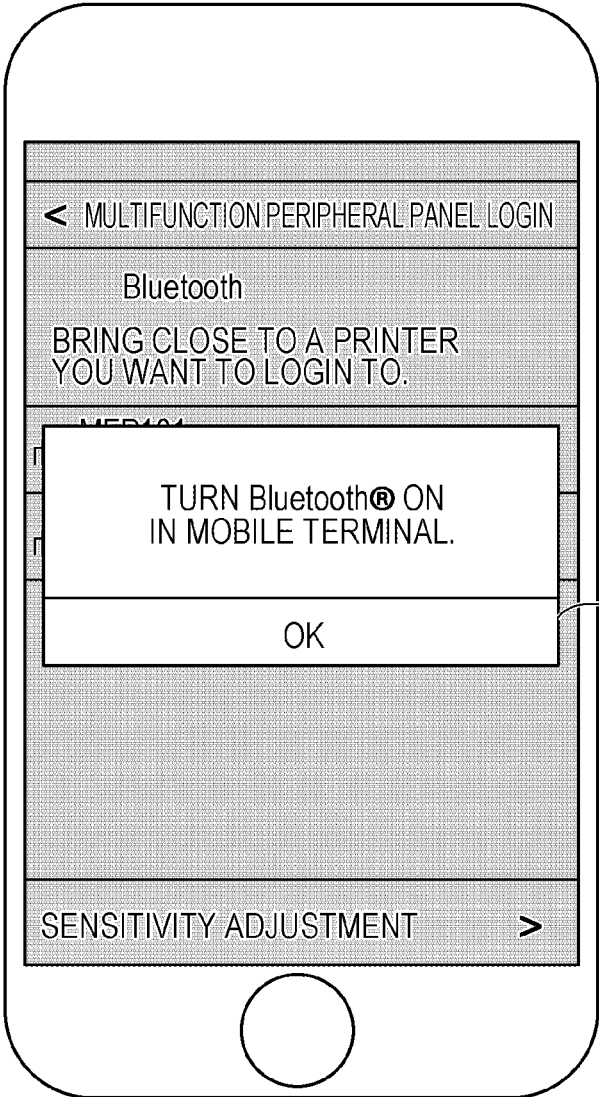 < MULTIFUNCTION PERIPHERAL PANEL LOGIN
Bluetooth
BRING CLOSE TO A PRINTER
YOU WANT TO LOGIN TO.
TURN Bluetooth® ON
IN MOBILE TERMINAL.
OK
SENSITIVITY ADJUSTMENT >